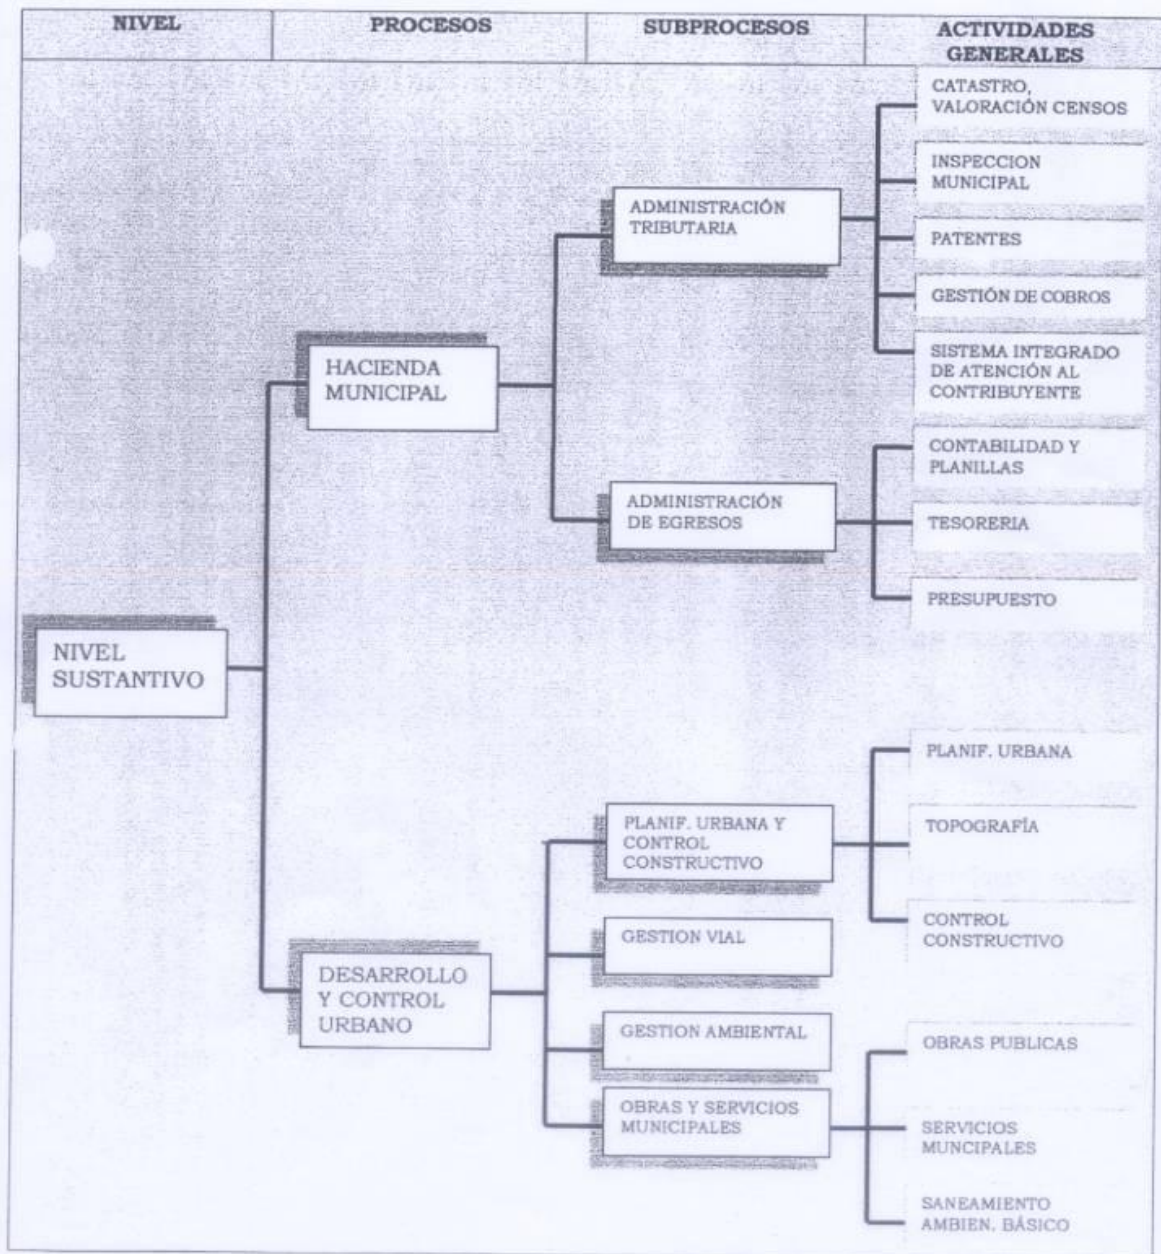 NIVEL
PROCESOS
SUBPROCESOS
ACTIVIDADES
GENERALES
NIVEL
SUSTANTIVO
HACIENDA
MUNICIPAL
ADMINISTRACIÓN
TRIBUTARIA
CATASTRO,
VALORACIÓN CENSOS
INSPECCION
MUNICIPAL
PATENTES
GESTIÓN DE COBROS
SISTEMA INTEGRADO
DE ATENCIÓN AL
CONTRIBUYENTE
ADMINISTRACIÓN
DE EGRESOS
CONTABILIDAD Y
PLANILLAS
TESORERIA
PRESUPUESTO
DESARROLLO
Y CONTROL
URBANO
PLANIF. URBANA Y
CONTROL
CONSTRUCTIVO
PLANIF. URBANA
TOPOGRAFÍA
CONTROL
CONSTRUCTIVO
GESTION VIAL
GESTION AMBIENTAL
OBRAS Y SERVICIOS
MUNICIPALES
OBRAS PUBLICAS
SERVICIOS
MUNCIPALES
SANEAMIENTO
AMBIEN. BÁSICO